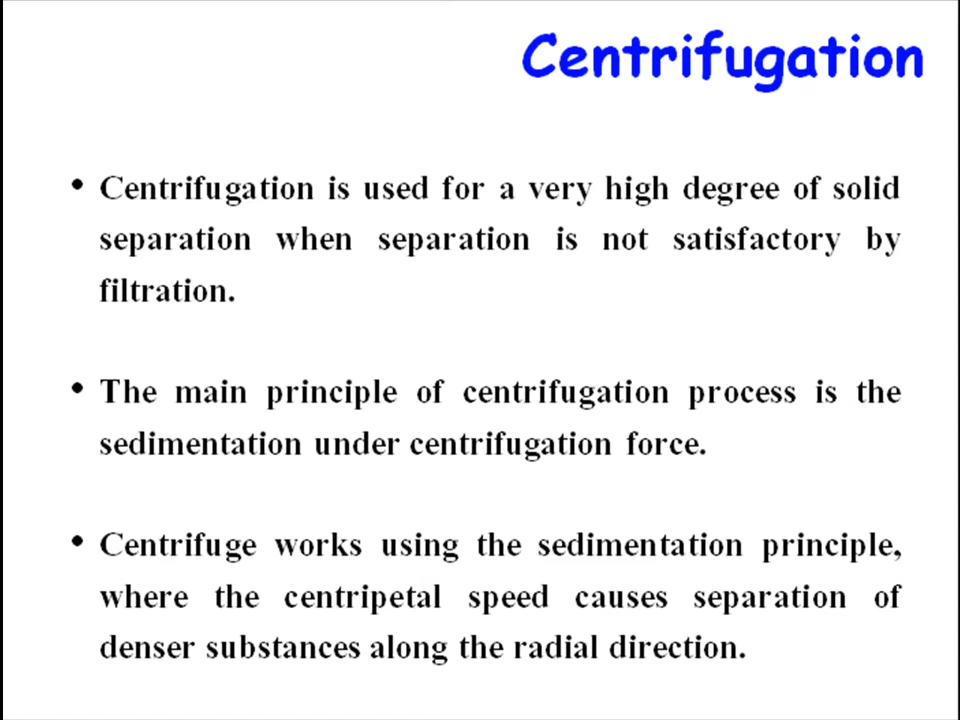 Centrifugation
• Centrifugation is used for a very high degree of solid
separation when separation is not satisfactory by
filtration.
• The main principle of centrifugation process is the
sedimentation under centrifugation force.
• Centrifuge works using the sedimentation principle,
where the centripetal speed causes separation of
denser substances along the radial direction.